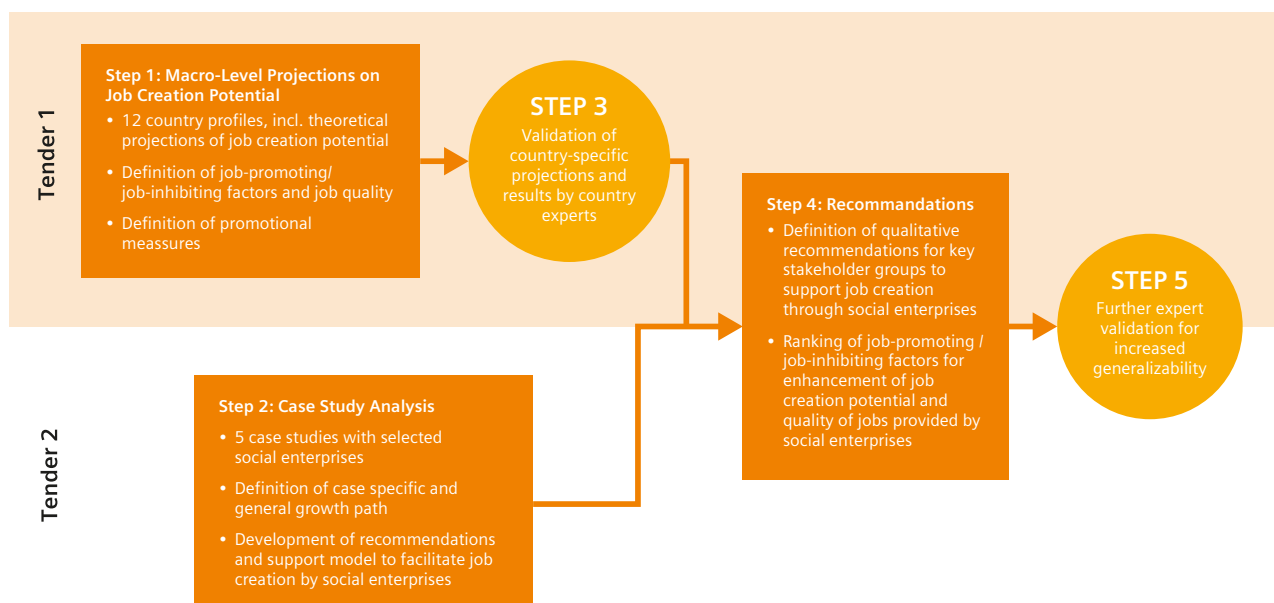 Tender 1
Step 1: Macro-Level Projections on
Job Creation Potential
• 12 country profiles, incl. theoretical
projections of job creation potential
• Definition of job-promoting/
job-inhibiting factors and job quality
• Definition of promotional
meassures
STEP 3
Validation of
country-specific
projections and
results by country
experts
Tender 2
Step 2: Case Study Analysis
• 5 case studies with selected
social enterprises
• Definition of case specific and
general growth path
• Development of recommendations
and support model to facilitate job
creation by social enterprises
Step 4: Recommandations
• Definition of qualitative
recommendations for key
stakeholder groups to
support job creation
through social enterprises
• Ranking of job-promoting /
job-inhibiting factors for
enhancement of job
creation potential and
quality of jobs provided by
social enterprises
STEP 5
Further expert
validation for
increased
generalizability